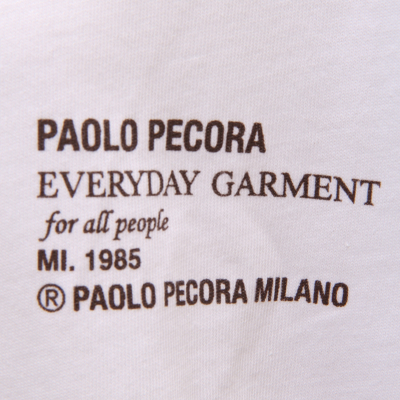 PAOLO PECORA
EVERYDAY GARMENT
for all people
MI. 1985
® PAOLO PECORA MILANO